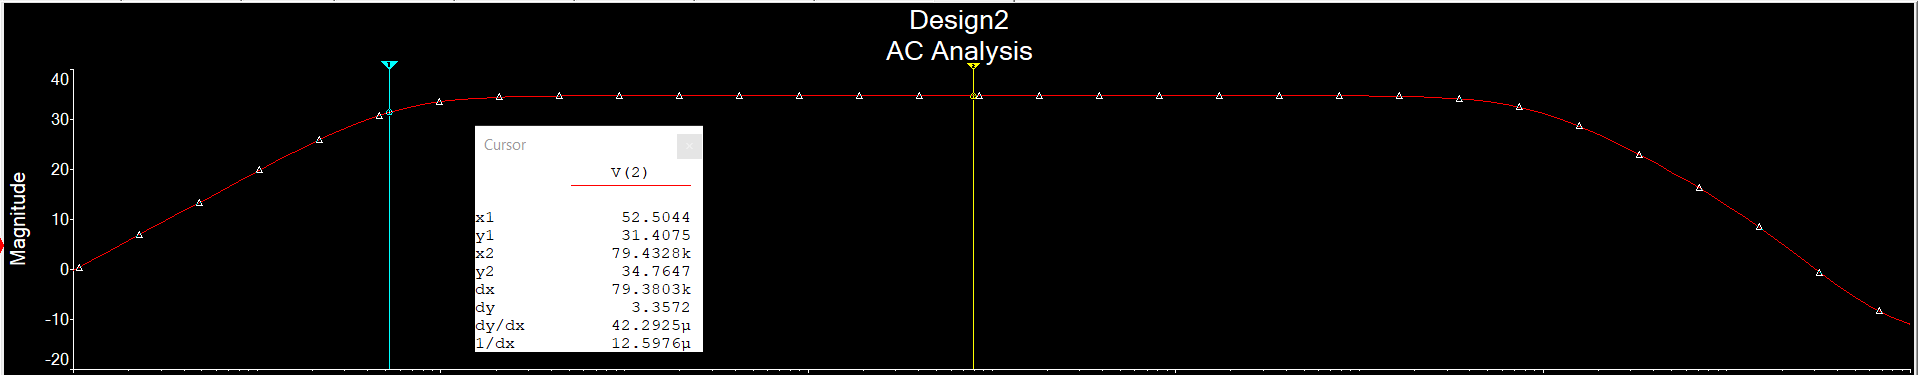 Design2
AC Analysis
Magnitude
40
30
20
10
0
-10
-20
1
2
Cursor
V(2)
x1 52.5044
y1 31.4075
x2 79.4328k
y2 34.7647
dx 79.3803k
dy 3.3572
dy/dx 42.2925µ
1/dx 12.5976µ